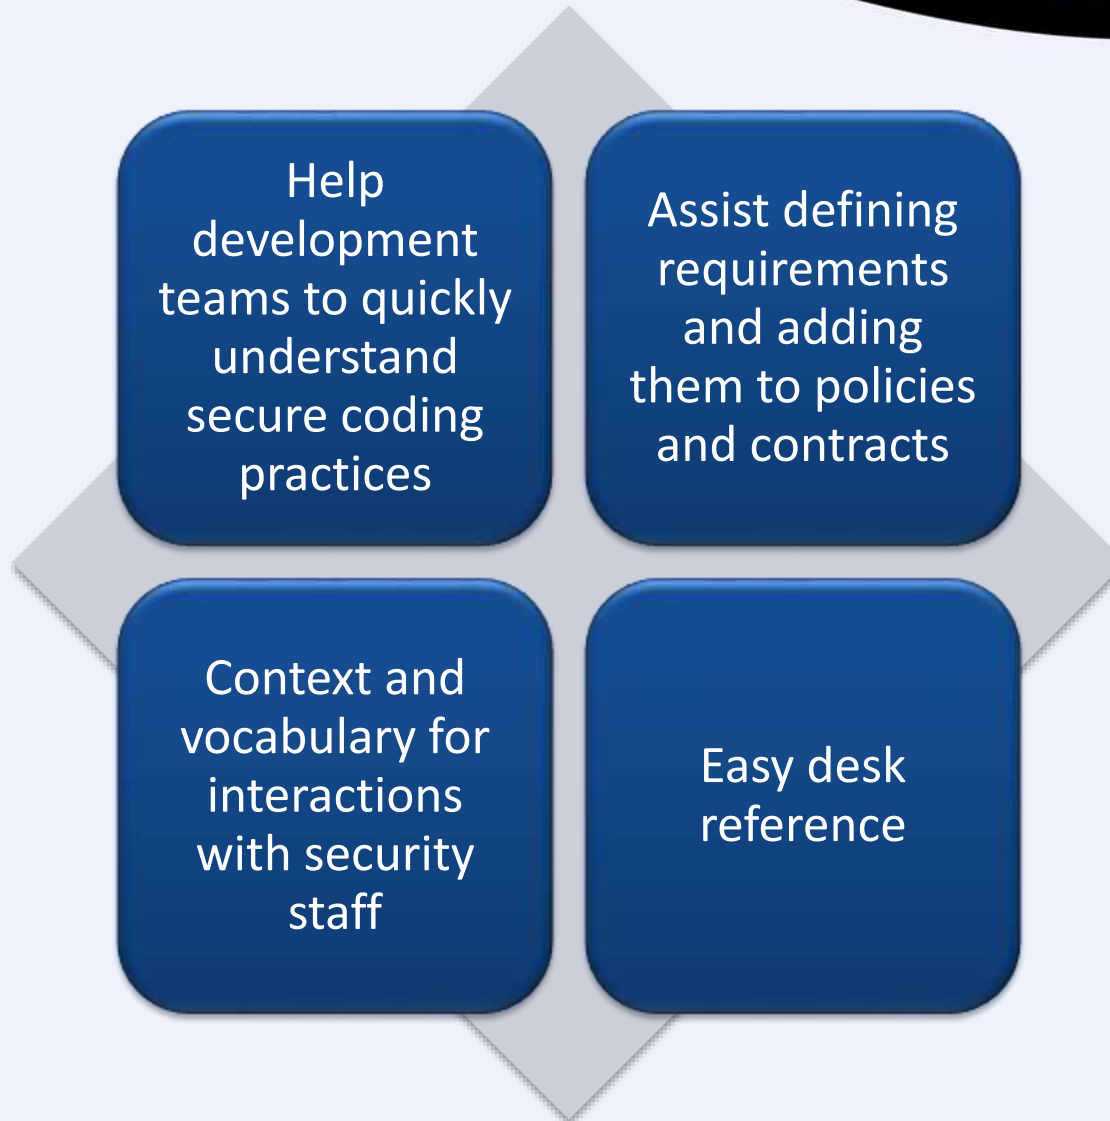 Help
development
teams to quickly
understand
secure coding
practices
Assist defining
requirements
and adding
them to policies
and contracts
Context and
vocabulary for
interactions
with security
staff
Easy desk
reference